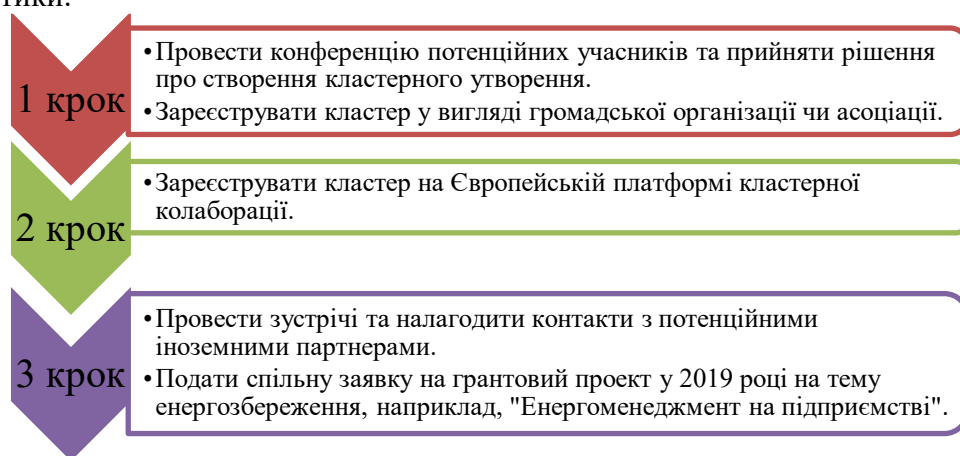 тики.
1 крок
•Провести конференцію потенційних учасників та прийняти рішення
про створення кластерного утворення.
•Зареєструвати кластер у вигляді громадської організації чи асоціації.
2 крок
•Зареєструвати кластер на Європейській платформі кластерної
колаборації.
3 крок
•Провести зустрічі та налагодити контакти з потенційними
іноземними партнерами.
•Подати спільну заявку на грантовий проект у 2019 році на тему
енергозбереження, наприклад, "Енергоменеджмент на підприємстві".